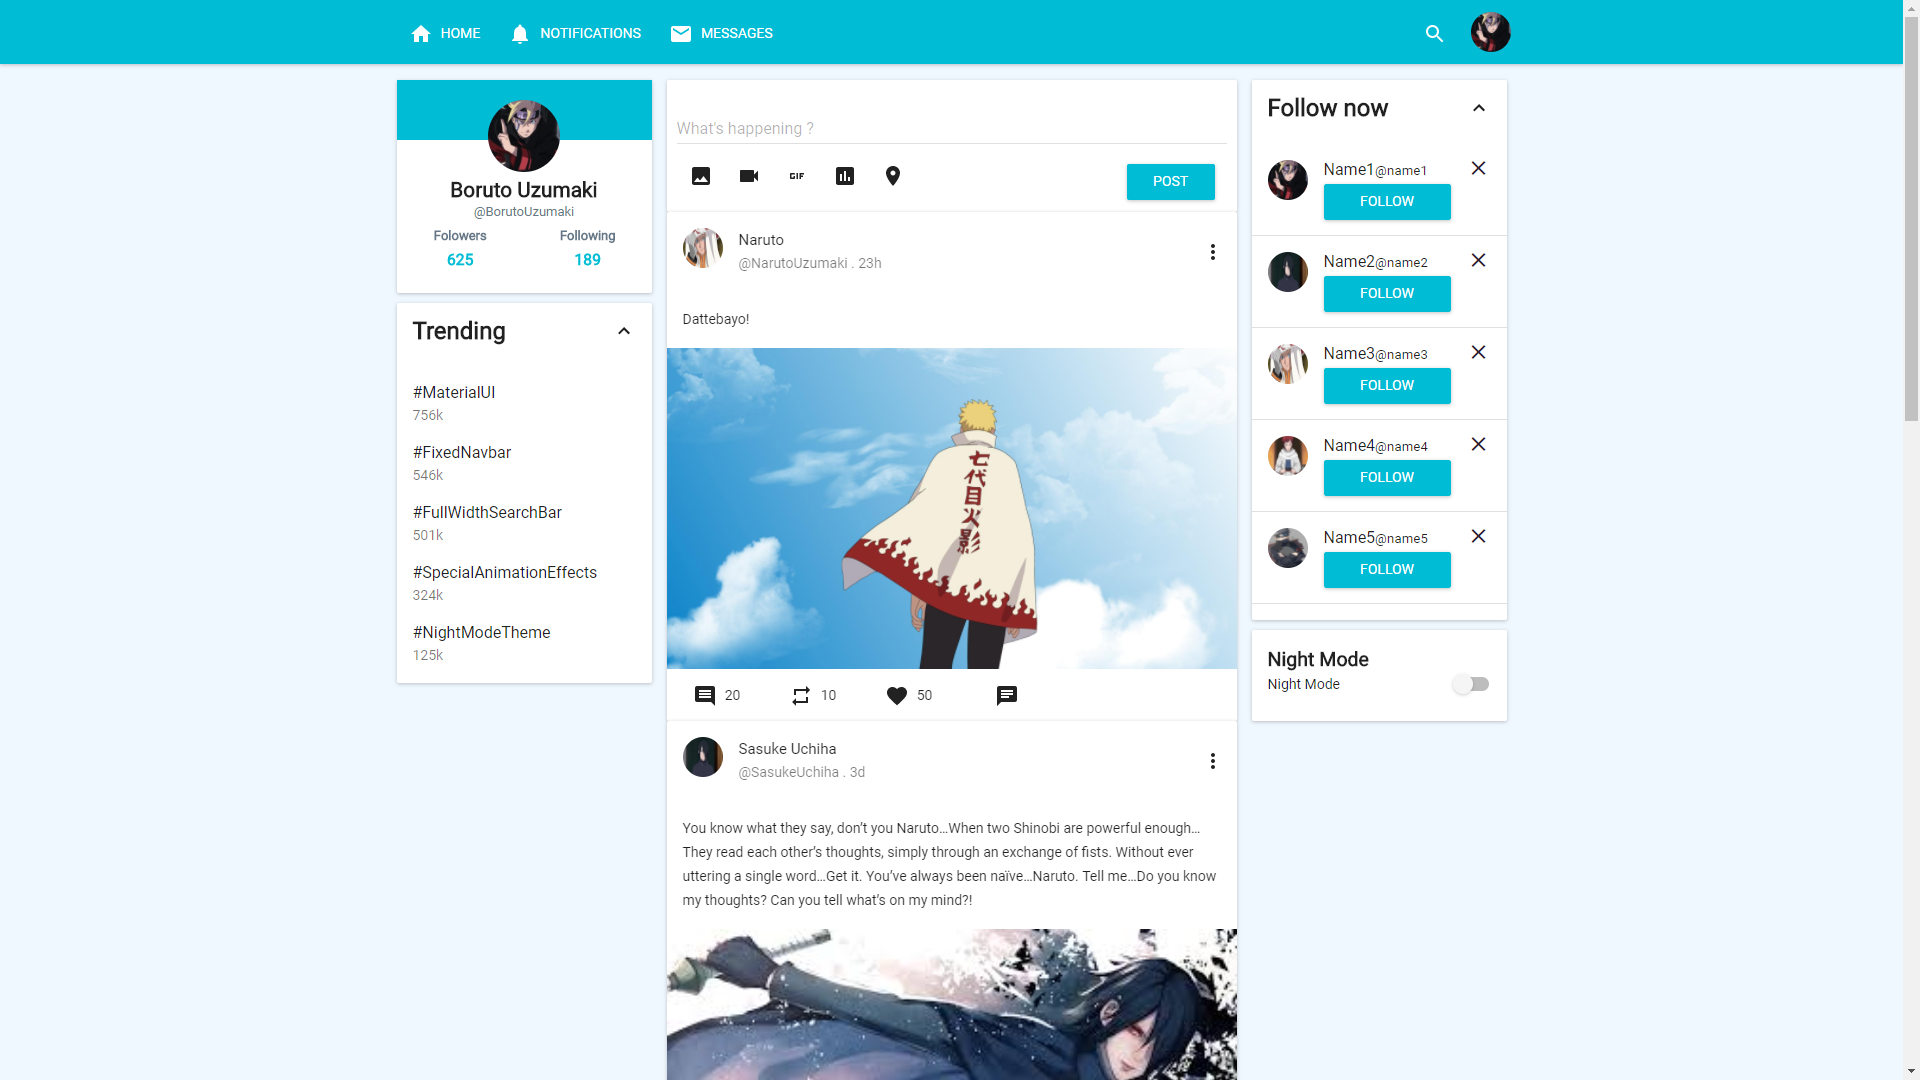 HOME NOTIFICATIONS MESSAGES
Boruto Uzumaki
@BorutoUzumaki
Folowers Following
625 189
Trending
#MaterialUI
756k
#FixedNavbar
546k
#FullWidthSearchBar
501k
#SpecialAnimationEffects
324k
#NightModeTheme
125k
What's happening ?
GIF
POST
Naruto
@NarutoUzumaki . 23h
Dattebayo!
七代目火影
20 10 50
Sasuke Uchiha
@SasukeUchiha . 3d
You know what they say, don’t you Naruto…When two Shinobi are powerful enough…
They read each other’s thoughts, simply through an exchange of fists. Without ever
uttering a single word…Get it. You’ve always been naïve…Naruto. Tell me…Do you know
my thoughts? Can you tell what’s on my mind?!
Follow now
Name1@name1
FOLLOW
Name2@name2
FOLLOW
Name3@name3
FOLLOW
Name4@name4
FOLLOW
Name5@name5
FOLLOW
Night Mode
Night Mode